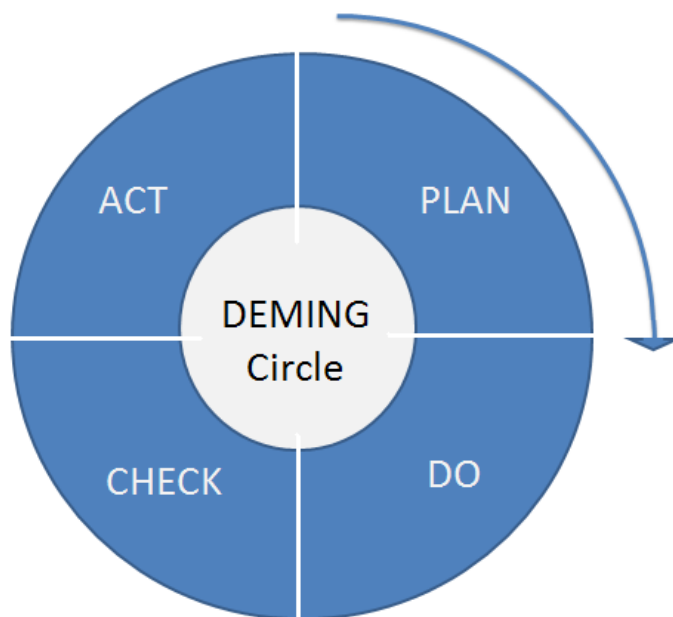 ACT
PLAN
DEMING
Circle
CHECK
DO